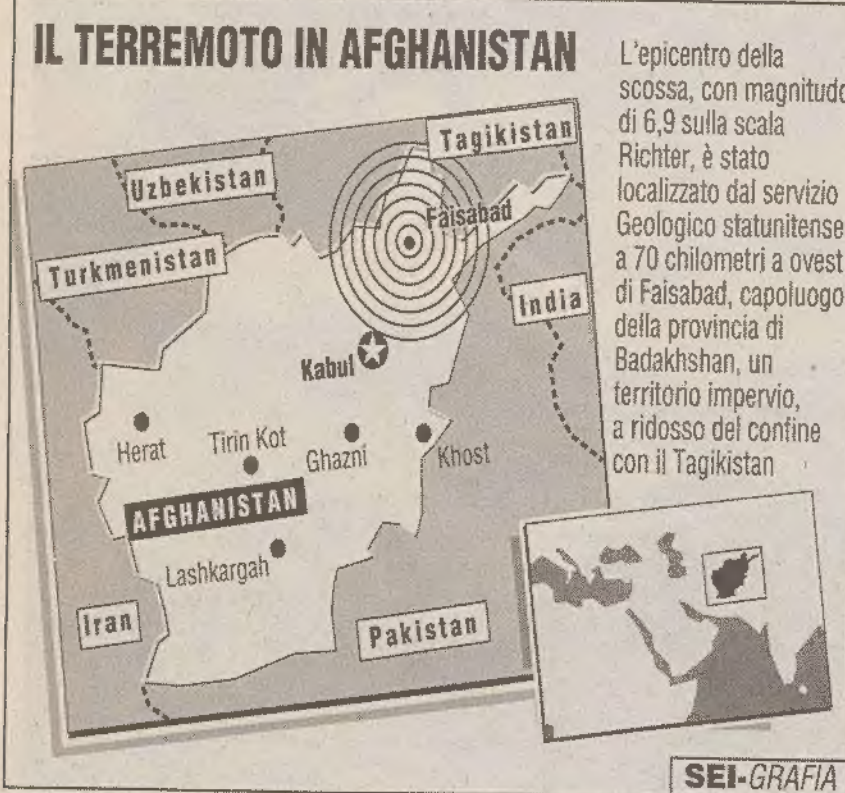 IL TERREMOTO IN AFGHANISTAN
L'epicentro della
scossa, con magnitudo
di 6,9 sulla scala
Richter, è stato
localizzato dal servizio
Geologico statunitense
a 70 chilometri a ovest
di Faisabad, capoluogo
della provincia di
Badakhshan, un
territorio impervio,
a ridosso del confine
con il Tagikistan
Tagikistan
Uzbekistan
Faisabad
Turkmenistan
India
Kabul
Herat
Tirin Kot
Ghazni
Khost
AFGHANISTAN
Lashkargah
Iran
Pakistan
SEI-GRAFIA